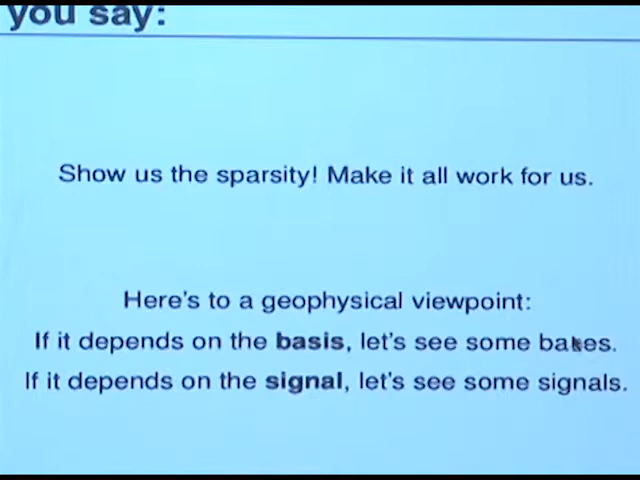 you say:
Show us the sparsity! Make it all work for us.
Here's to a geophysical viewpoint:
If it depends on the basis, let's see some bases.
If it depends on the signal, let's see some signals.